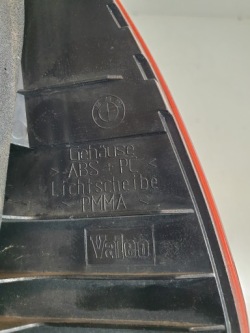 Gehäuse
> ABS + PC <
Lichtscheibe
> PMMA <
Valeo